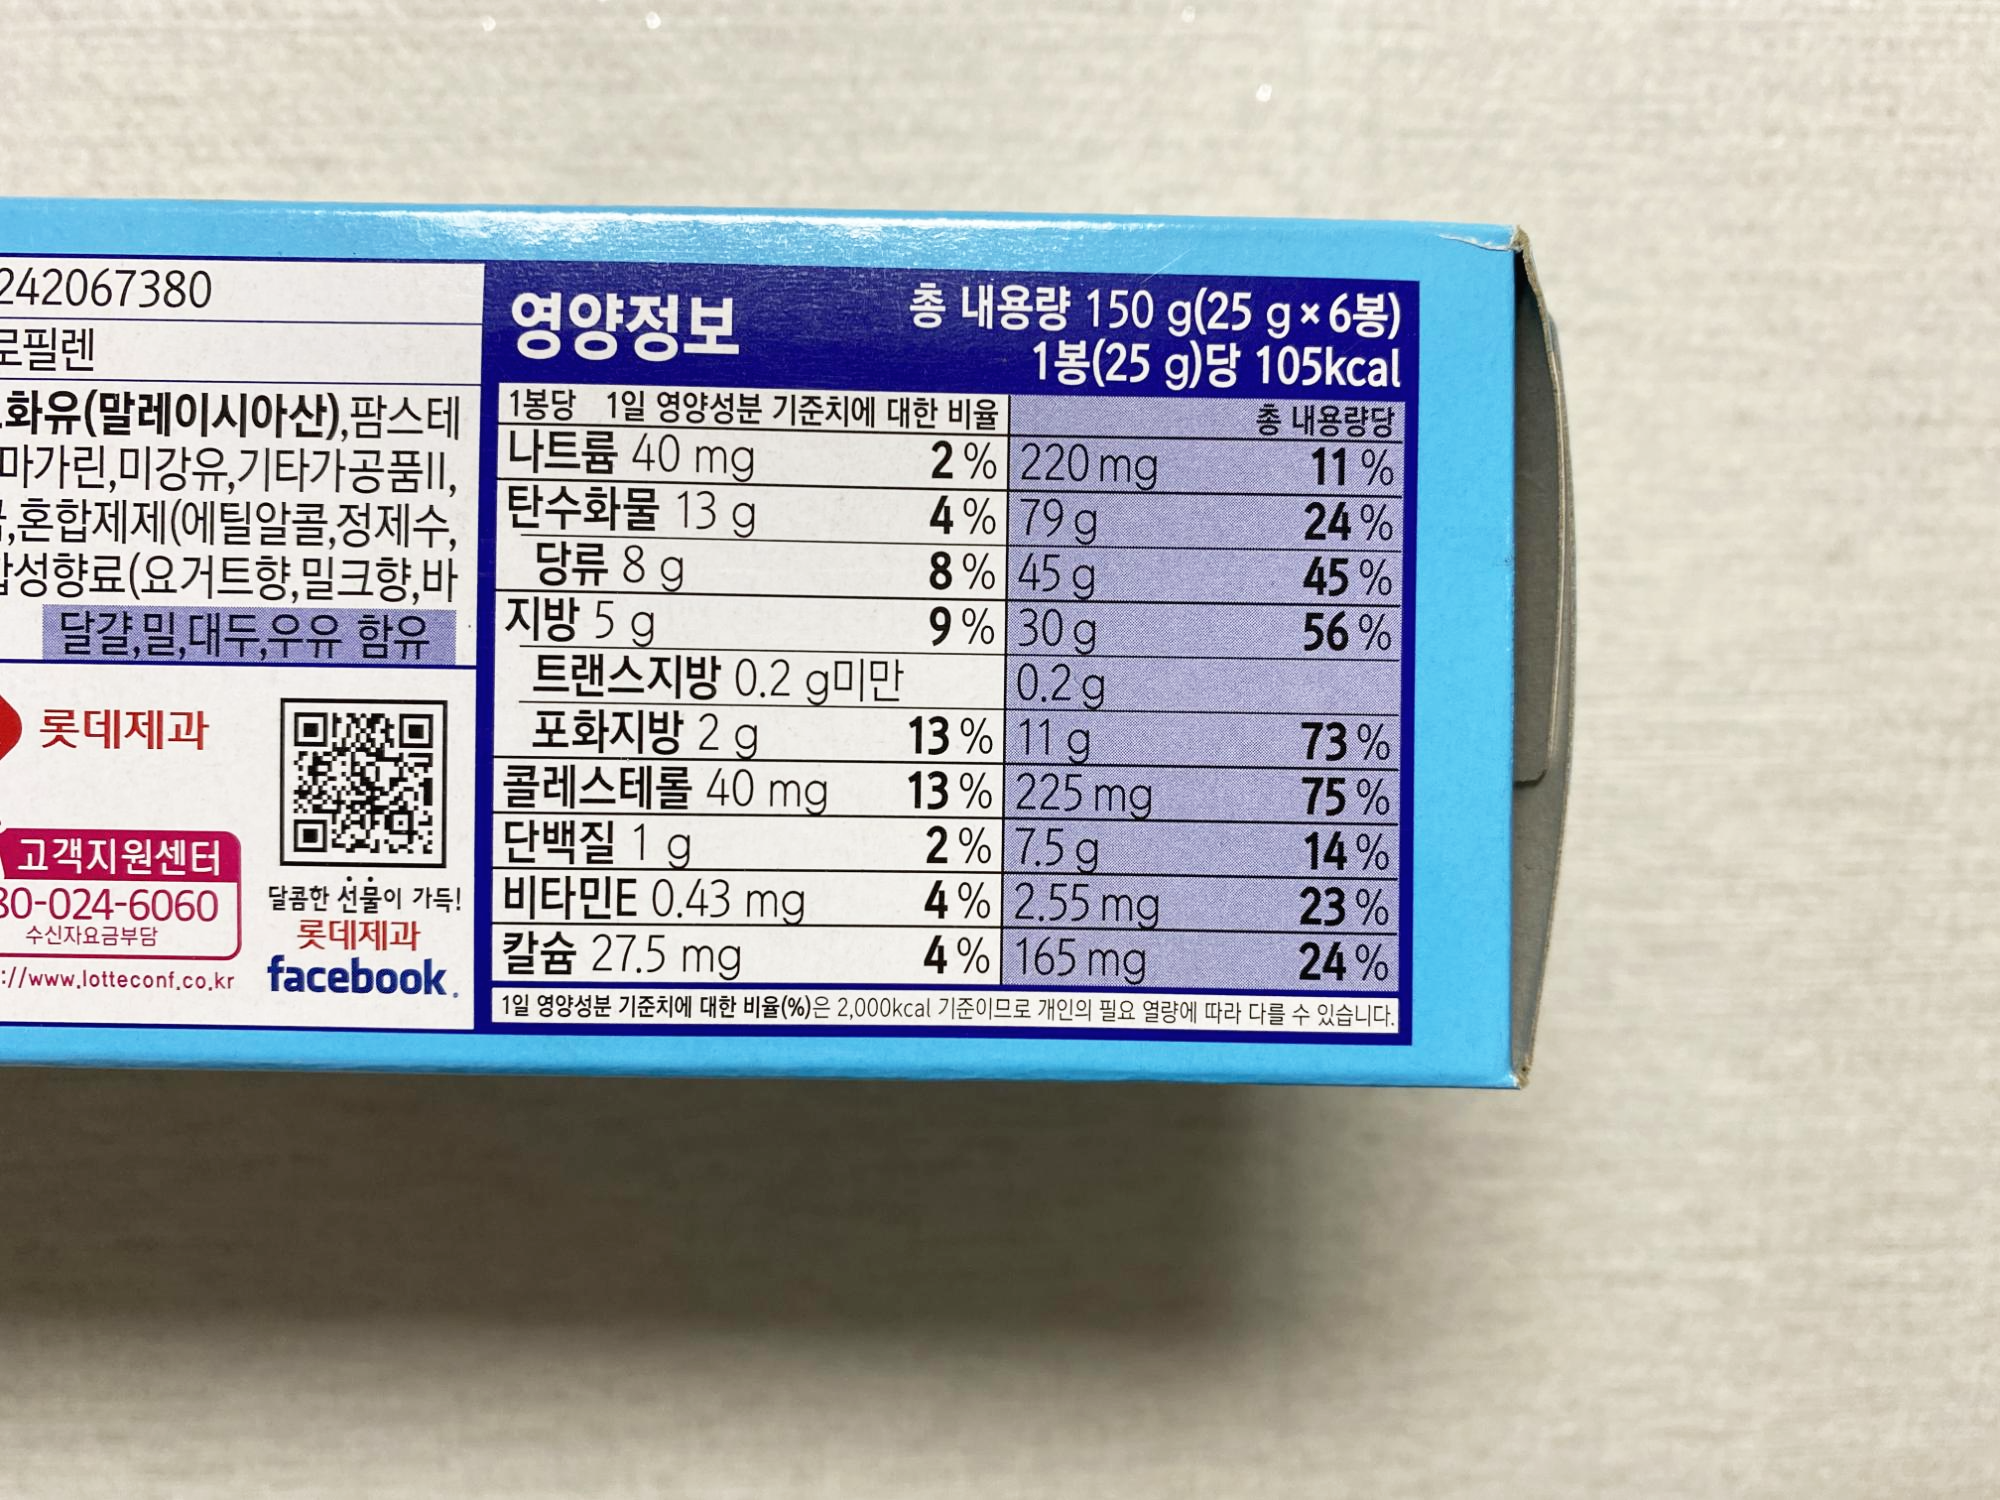 242067380
로필렌
화유(말레이시아산),팜스테
마가린,미강유,기타가공품II,
,혼합제제(에틸알콜,정제수,
합성향료(요거트향,밀크향,바
달걀,밀,대두,우유 함유
롯데제과
고객지원센터
80-024-6060
수신자요금부담
://www.lotteconf.co.kr
달콤한 선물이 가득!
롯데제과
facebook.
영양정보
총 내용량 150 g(25 g×6봉)
1봉(25 g)당 105kcal
1봉당 1일 영양성분 기준치에 대한 비율 총 내용량당
나트륨 40 mg 2 % 220 mg 11 %
탄수화물 13 g 4 % 79 g 24 %
당류 8 g 8 % 45 g 45 %
지방 5 g 9 % 30 g 56 %
트랜스지방 0.2 g미만 0.2 g
포화지방 2 g 13 % 11 g 73 %
콜레스테롤 40 mg 13 % 225 mg 75 %
단백질 1 g 2 % 7.5 g 14 %
비타민E 0.43 mg 4 % 2.55 mg 23 %
칼슘 27.5 mg 4 % 165 mg 24 %
1일 영양성분 기준치에 대한 비율(%)은 2,000kcal 기준이므로 개인의 필요 열량에 따라 다를 수 있습니다.